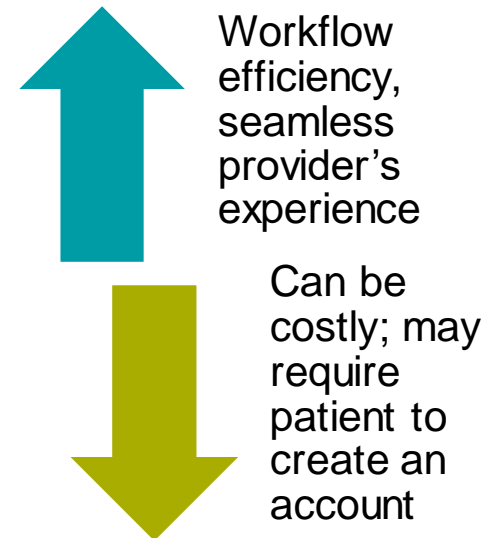 Workflow
efficiency,
seamless
provider’s
experience
Can be
costly; may
require
patient to
create an
account